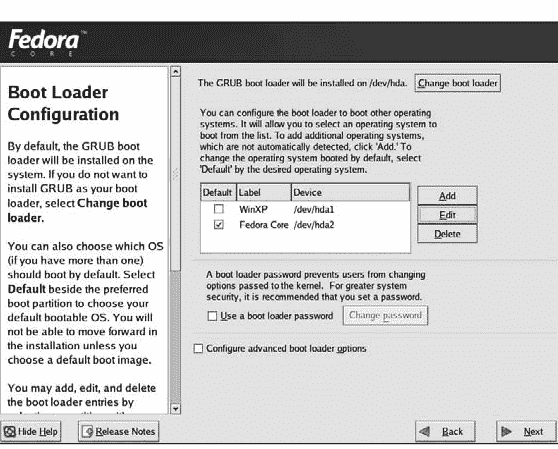 Fedora™
CORE
Boot Loader
Configuration
By default, the GRUB boot
loader will be installed on the
system. If you do not want to
install GRUB as your boot
loader, select Change boot
loader.
You can also choose which OS
(if you have more than one)
should boot by default. Select
Default beside the preferred
boot partition to choose your
default bootable OS. You will
not be able to move forward in
the installation unless you
choose a default boot image.
You may add, edit, and delete
the boot loader entries by
The GRUB boot loader will be installed on /dev/hda. Change boot loader
You can configure the boot loader to boot other operating
systems. It will allow you to select an operating system to
boot from the list. To add additional operating systems,
which are not automatically detected, click 'Add.' To
change the operating system booted by default, select
'Default' by the desired operating system.
Default Label Device
WinXP /dev/hda1
Fedora Core /dev/hda2
Add
Edit
Delete
A boot loader password prevents users from changing
options passed to the kernel. For greater system
security, it is recommended that you set a password.
Use a boot loader password Change password
Configure advanced boot loader options
Hide Help Release Notes Back Next